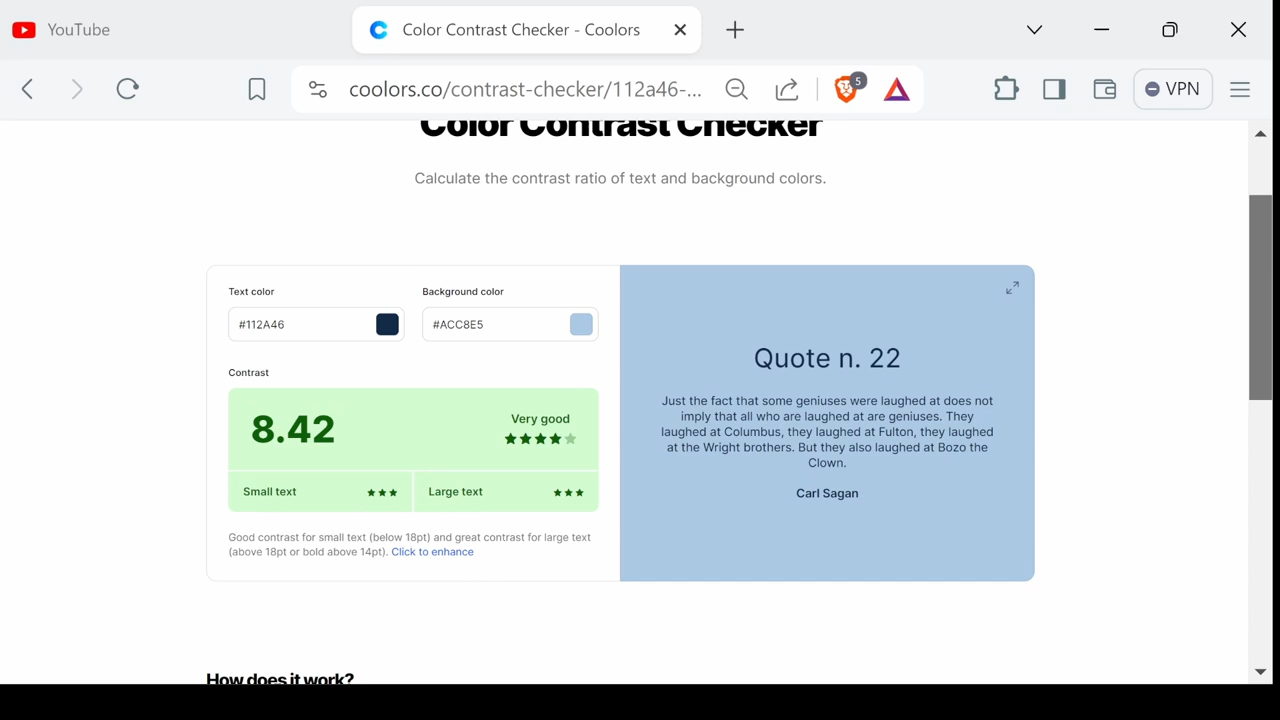 YouTube
Color Contrast Checker - Coolors
coolors.co/contrast-checker/112a46-...
5
VPN
Color Contrast Checker
Calculate the contrast ratio of text and background colors.
Text color
Background color
#112A46
#ACC8E5
Contrast
8.42
Very good
Small text
Large text
Good contrast for small text (below 18pt) and great contrast for large text
(above 18pt or bold above 14pt). Click to enhance
Quote n. 22
Just the fact that some geniuses were laughed at does not
imply that all who are laughed at are geniuses. They
laughed at Columbus, they laughed at Fulton, they laughed
at the Wright brothers. But they also laughed at Bozo the
Clown.
Carl Sagan
How does it work?